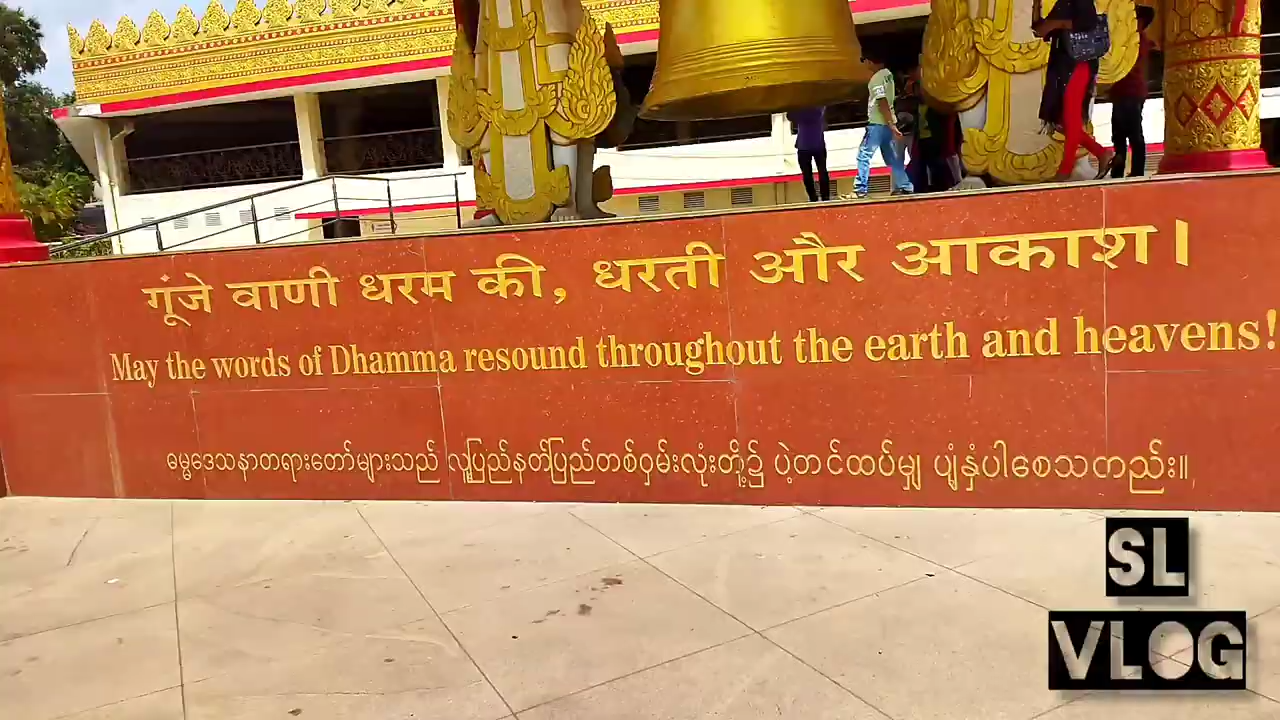 गूंजे वाणी धरम की, धरती और आकाश।
May the words of Dhamma resound throughout the earth and heavens!
ဓမ္မဒေသနာတရားတော်များသည် လူ့ပြည်နတ်ပြည်တစ်ဝှမ်းလုံးတို့၌ ပဲ့တင်ထပ်မျှ ပျံ့နှံ့ပါစေသတည်း။
SL
VLOG